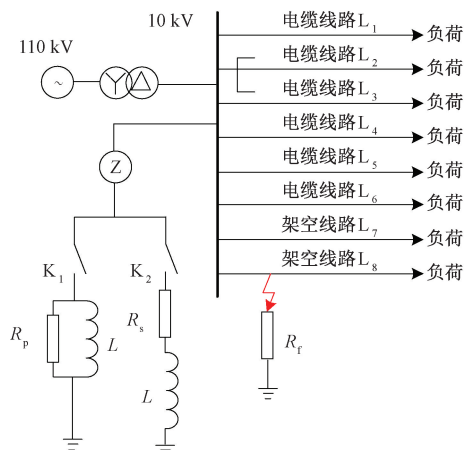 10 kV
110 kV
~
Z
电缆线路L1
负荷
电缆线路L2
负荷
电缆线路L3
负荷
电缆线路L4
负荷
电缆线路L5
负荷
电缆线路L6
负荷
架空线路L7
负荷
架空线路L8
负荷
K1
K2
Rp
L
Rs
L
Rf